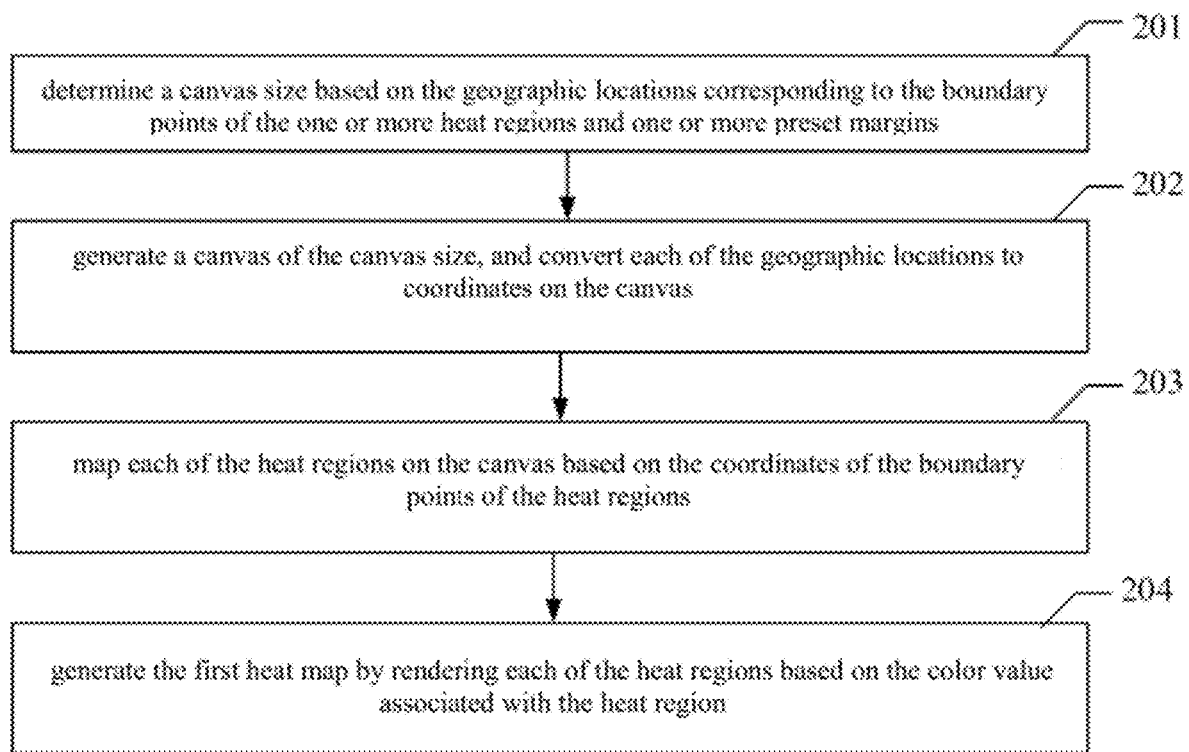 201
determine a canvas size based on the geographic locations corresponding to the boundary
points of the one or more heat regions and one or more preset margins
202
generate a canvas of the canvas size, and convert each of the geographic locations to
coordinates on the canvas
203
map each of the heat regions on the canvas based on the coordinates of the boundary
points of the heat regions
204
generate the first heat map by rendering each of the heat regions based on the color value
associated with the heat region